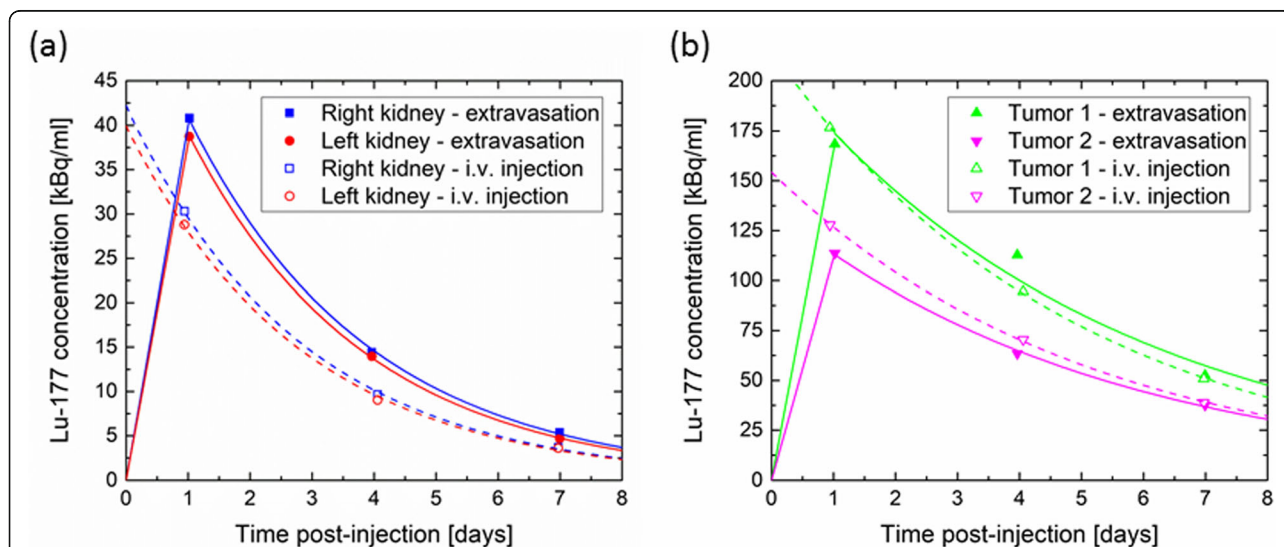 (a)
Lu-177 concentration [kBq/ml]
45
40
35
30
25
20
15
10
5
0
Right kidney - extravasation
Left kidney - extravasation
Right kidney - i.v. injection
Left kidney - i.v. injection
0 1 2 3 4 5 6 7 8
Time post-injection [days]
(b)
Lu-177 concentration [kBq/ml]
200
175
150
125
100
75
50
25
0
Tumor 1 - extravasation
Tumor 2 - extravasation
Tumor 1 - i.v. injection
Tumor 2 - i.v. injection
0 1 2 3 4 5 6 7 8
Time post-injection [days]